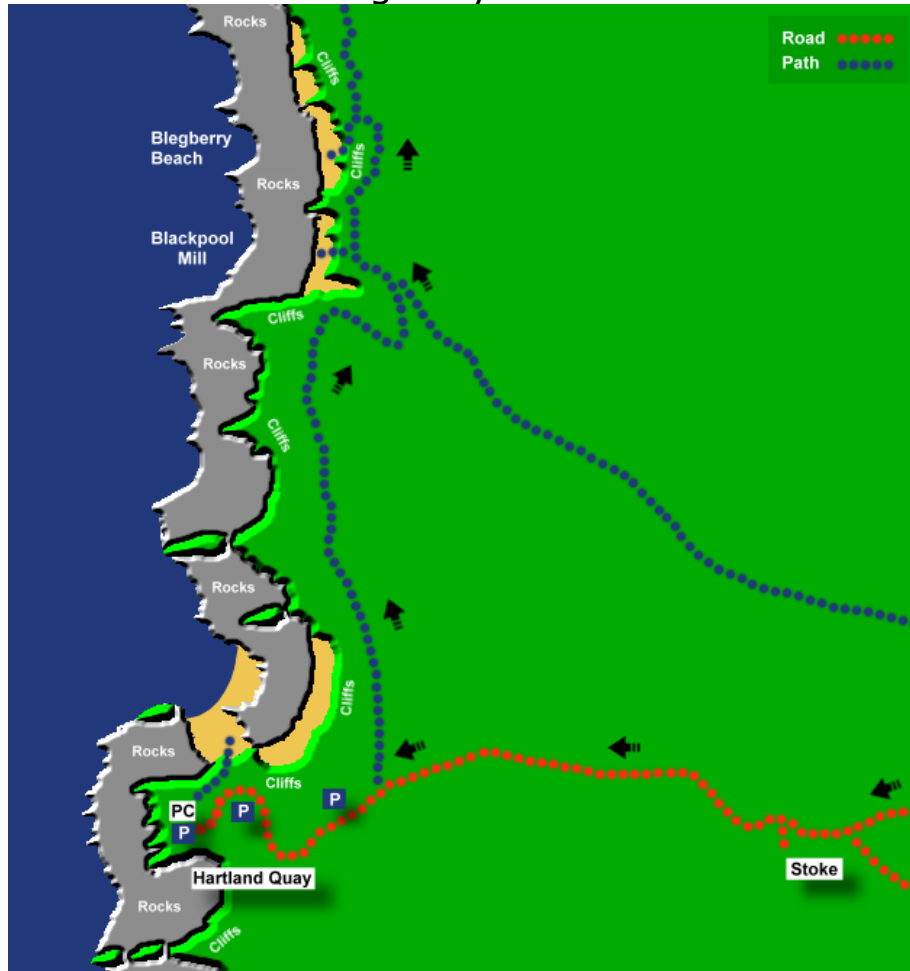 Rocks
Cliffs
Road
Path
Blegberry
Beach
Cliffs
Rocks
Blackpool
Mill
Cliffs
Rocks
Cliffs
Rocks
Cliffs
Rocks
Cliffs
P
PC
P
P
Hartland Quay
Stoke
Rocks
Cliffs